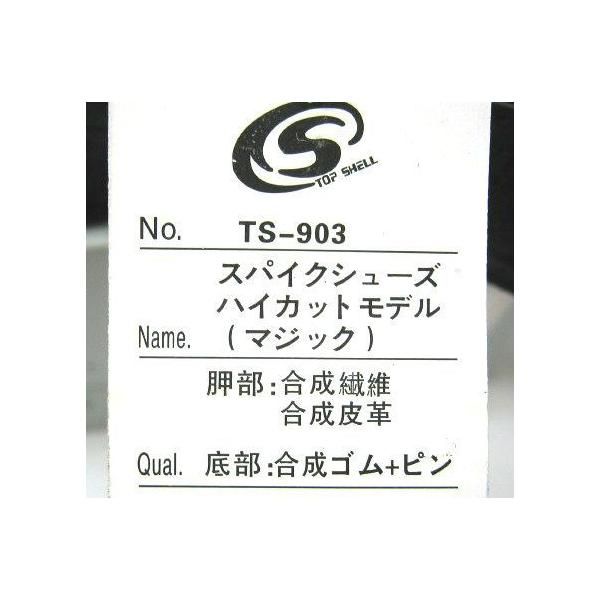 TOP SHELL
No. TS-903
スパイクシューズ
ハイカットモデル
Name. (マジック)
胛部:合成繊維
合成皮革
Qual. 底部:合成ゴム+ピン